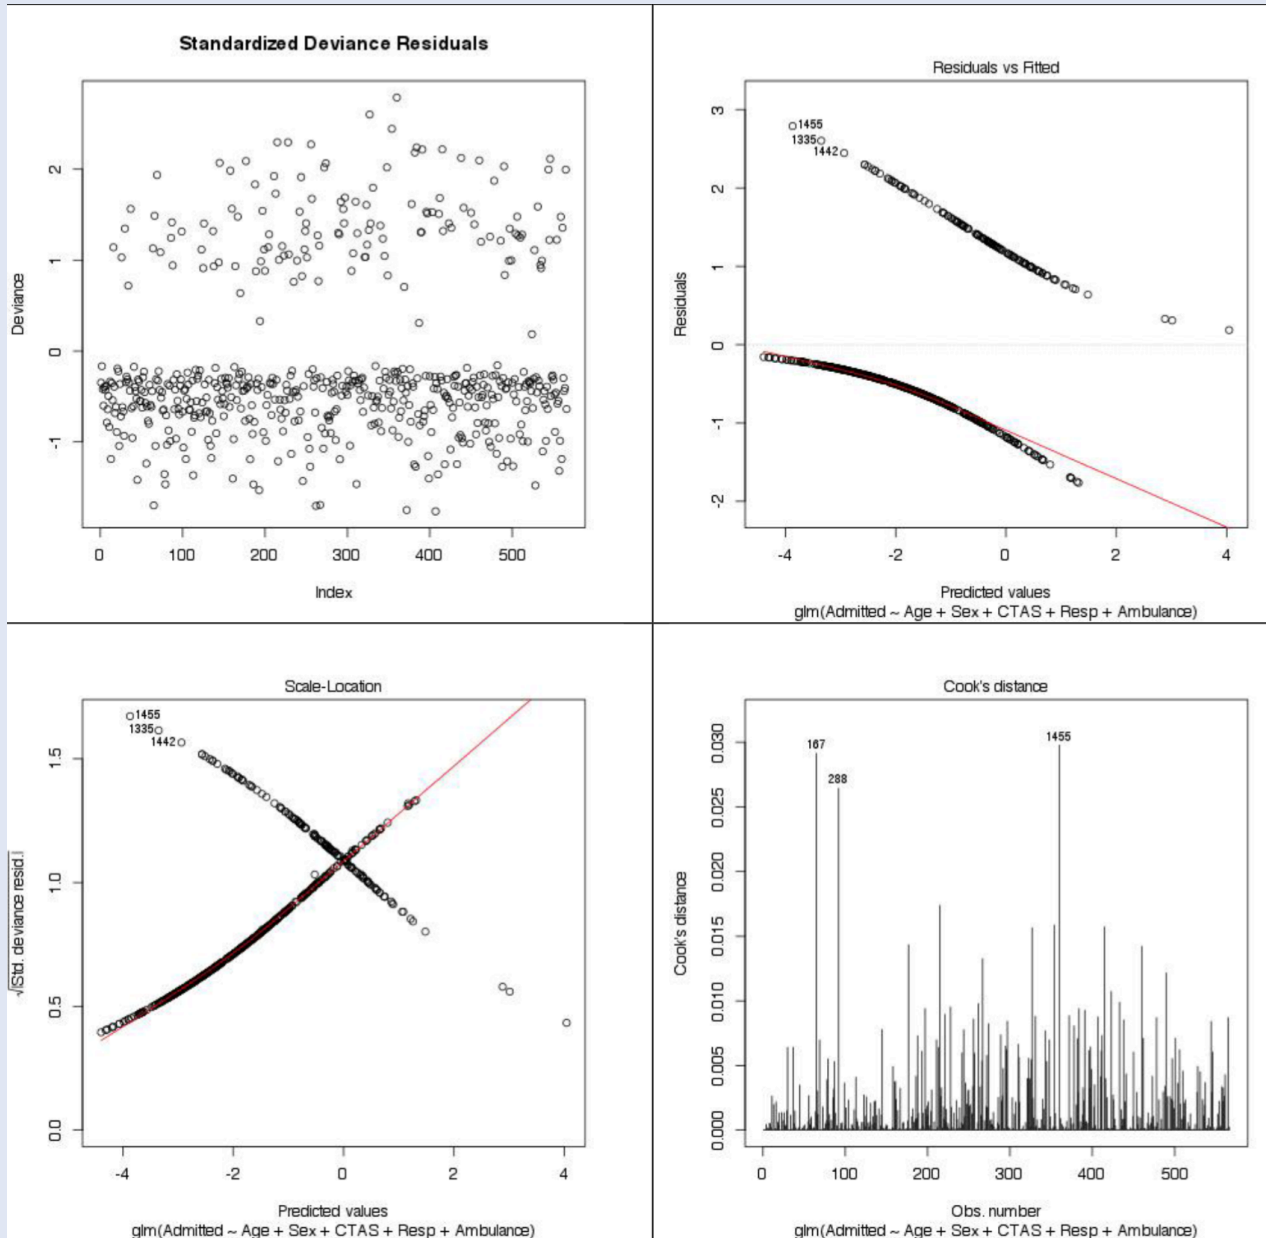 Standardized Deviance Residuals
Deviance
2
1
0
-1
0 100 200 300 400 500
Index
Residuals vs Fitted
Residuals
3
2
1
0
-1
-2
1455
1335
1442
-4 -2 0 2 4
Predicted values
glm(Admitted ~ Age + Sex + CTAS + Resp + Ambulance)
Scale-Location
√|Std. deviance resid.|
1.5
1.0
0.5
0.0
1455
1335
1442
-4 -2 0 2 4
Predicted values
glm(Admitted ~ Age + Sex + CTAS + Resp + Ambulance)
Cook's distance
Cook's distance
0.030
0.025
0.020
0.015
0.010
0.005
0.000
167
288
1455
0 100 200 300 400 500
Obs. number
glm(Admitted ~ Age + Sex + CTAS + Resp + Ambulance)